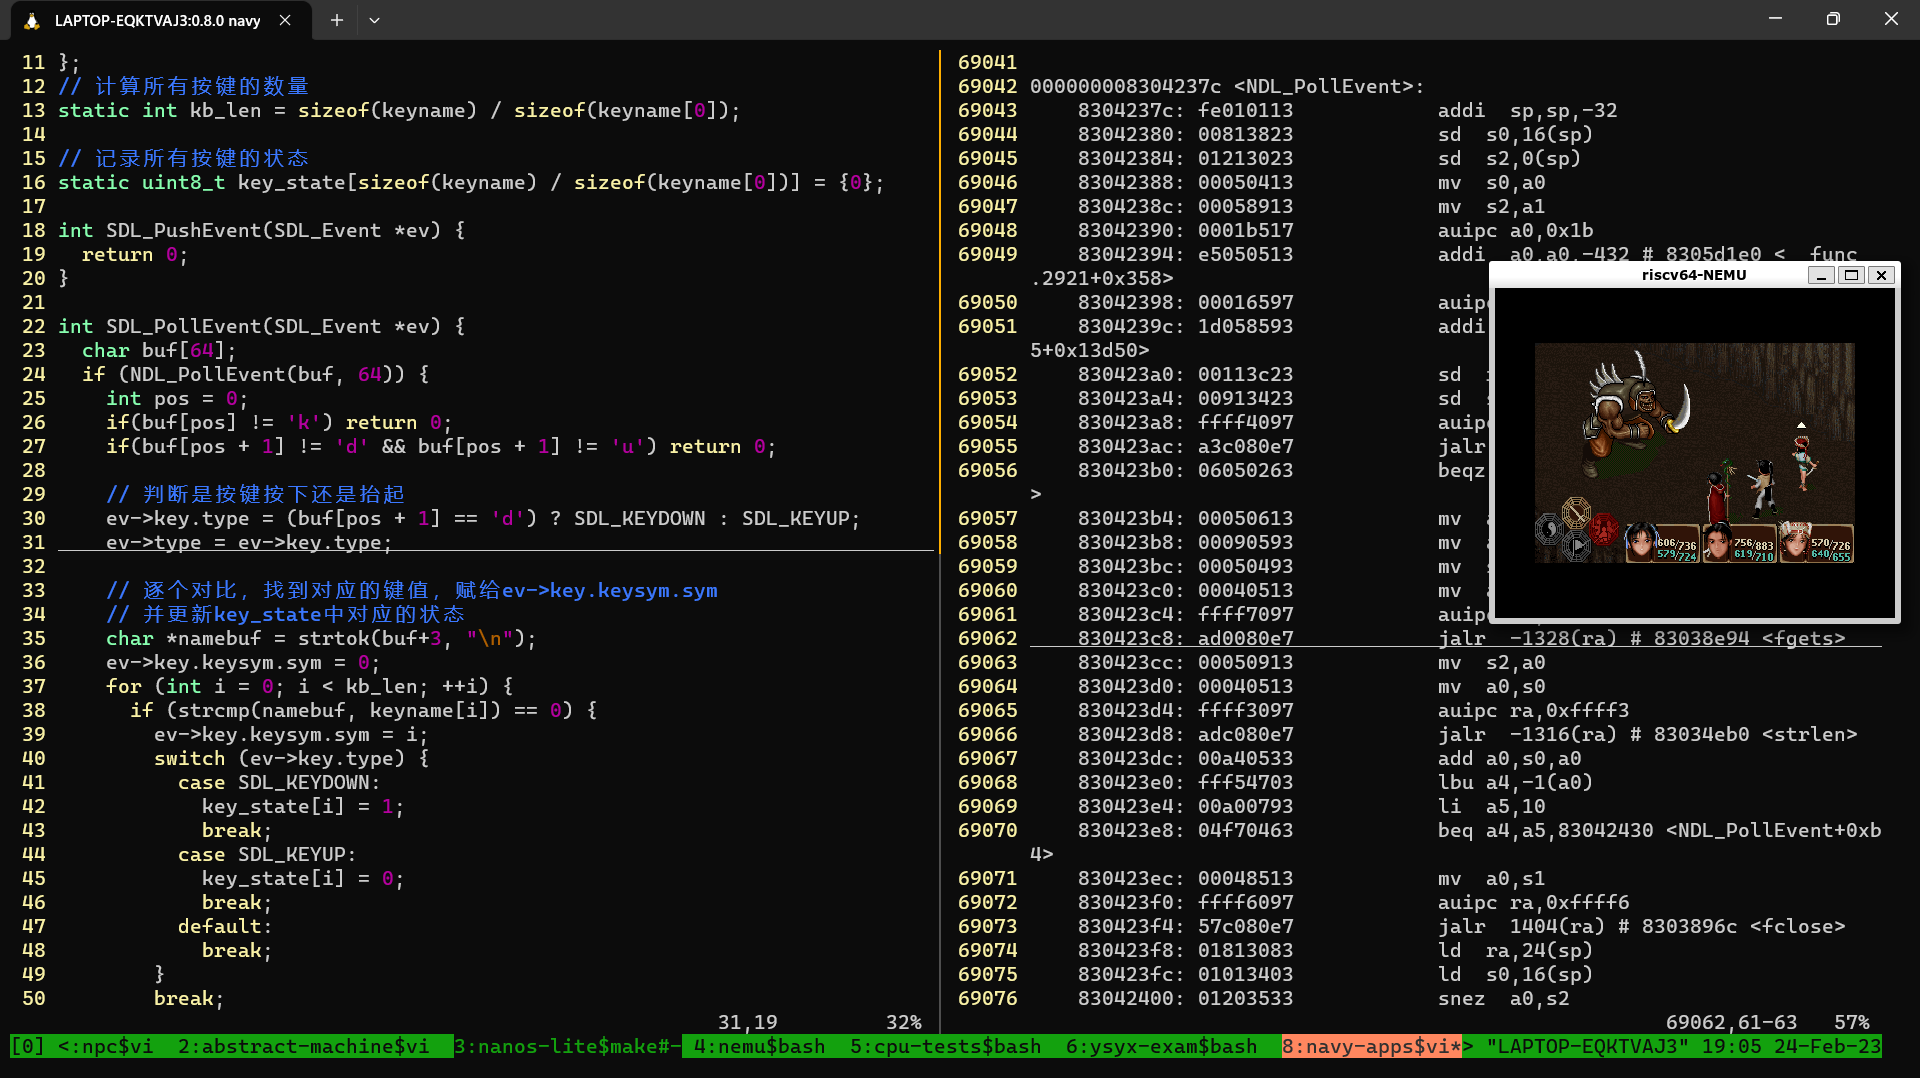 LAPTOP-EQKTVAJ3:0.8.0 navy
11 };
12 // 计算所有按键的数量
13 static int kb_len = sizeof(keyname) / sizeof(keyname[0]);
14
15 // 记录所有按键的状态
16 static uint8_t key_state[sizeof(keyname) / sizeof(keyname[0])] = {0};
17
18 int SDL_PushEvent(SDL_Event *ev) {
19   return 0;
20 }
21
22 int SDL_PollEvent(SDL_Event *ev) {
23   char buf[64];
24   if (NDL_PollEvent(buf, 64)) {
25     int pos = 0;
26     if(buf[pos] != 'k') return 0;
27     if(buf[pos + 1] != 'd' && buf[pos + 1] != 'u') return 0;
28
29     // 判断是按键按下还是抬起
30     ev->key.type = (buf[pos + 1] == 'd') ? SDL_KEYDOWN : SDL_KEYUP;
31     ev->type = ev->key.type;
32
33     // 逐个对比，找到对应的键值，赋给ev->key.keysym.sym
34     // 并更新key_state中对应的状态
35     char *namebuf = strtok(buf+3, "\n");
36     ev->key.keysym.sym = 0;
37     for (int i = 0; i < kb_len; ++i) {
38       if (strcmp(namebuf, keyname[i]) == 0) {
39         ev->key.keysym.sym = i;
40         switch (ev->key.type) {
41           case SDL_KEYDOWN:
42             key_state[i] = 1;
43             break;
44           case SDL_KEYUP:
45             key_state[i] = 0;
46             break;
47           default:
48             break;
49         }
50         break;
31,19 32%
69041
69042 000000008304237c <NDL_PollEvent>:
69043     8304237c: fe010113            addi  sp,sp,-32
69044     83042380: 00813823            sd  s0,16(sp)
69045     83042384: 01213023            sd  s2,0(sp)
69046     83042388: 00050413            mv  s0,a0
69047     8304238c: 00058913            mv  s2,a1
69048     83042390: 0001b517            auipc a0,0x1b
69049     83042394: e5050513            addi  a0,a0,-432 # 8305d1e0 <__func
.2921+0x358>
69050     83042398: 00016597            auip
69051     8304239c: 1d058593            addi
5+0x13d50>
69052     830423a0: 00113c23            sd
69053     830423a4: 00913423            sd
69054     830423a8: ffff4097            auip
69055     830423ac: a3c080e7            jalr
69056     830423b0: 06050263            beqz
>
69057     830423b4: 00050613            mv
69058     830423b8: 00090593            mv
69059     830423bc: 00050493            mv
69060     830423c0: 00040513            mv
69061     830423c4: ffff7097            auip
69062     830423c8: ad0080e7            jalr  -1328(ra) # 83038e94 <fgets>
69063     830423cc: 00050913            mv  s2,a0
69064     830423d0: 00040513            mv  a0,s0
69065     830423d4: ffff3097            auipc ra,0xffff3
69066     830423d8: adc080e7            jalr  -1316(ra) # 83034eb0 <strlen>
69067     830423dc: 00a40533            add a0,s0,a0
69068     830423e0: fff54703            lbu a4,-1(a0)
69069     830423e4: 00a00793            li  a5,10
69070     830423e8: 04f70463            beq a4,a5,83042430 <NDL_PollEvent+0xb
4>
69071     830423ec: 00048513            mv  a0,s1
69072     830423f0: ffff6097            auipc ra,0xffff6
69073     830423f4: 57c080e7            jalr  1404(ra) # 8303896c <fclose>
69074     830423f8: 01813083            ld  ra,24(sp)
69075     830423fc: 01013403            ld  s0,16(sp)
69076     83042400: 01203533            snez  a0,s2
69062,61-63 57%
riscv64-NEMU
606/736 256/883 570/726
579/724 619/710 640/655
[0] <:npc$vi  2:abstract-machine$vi  3:nanos-lite$make#- 4:nemu$bash  5:cpu-tests$bash  6:ysyx-exam$bash  8:navy-apps$vi*> "LAPTOP-EQKTVAJ3" 19:05 24-Feb-23